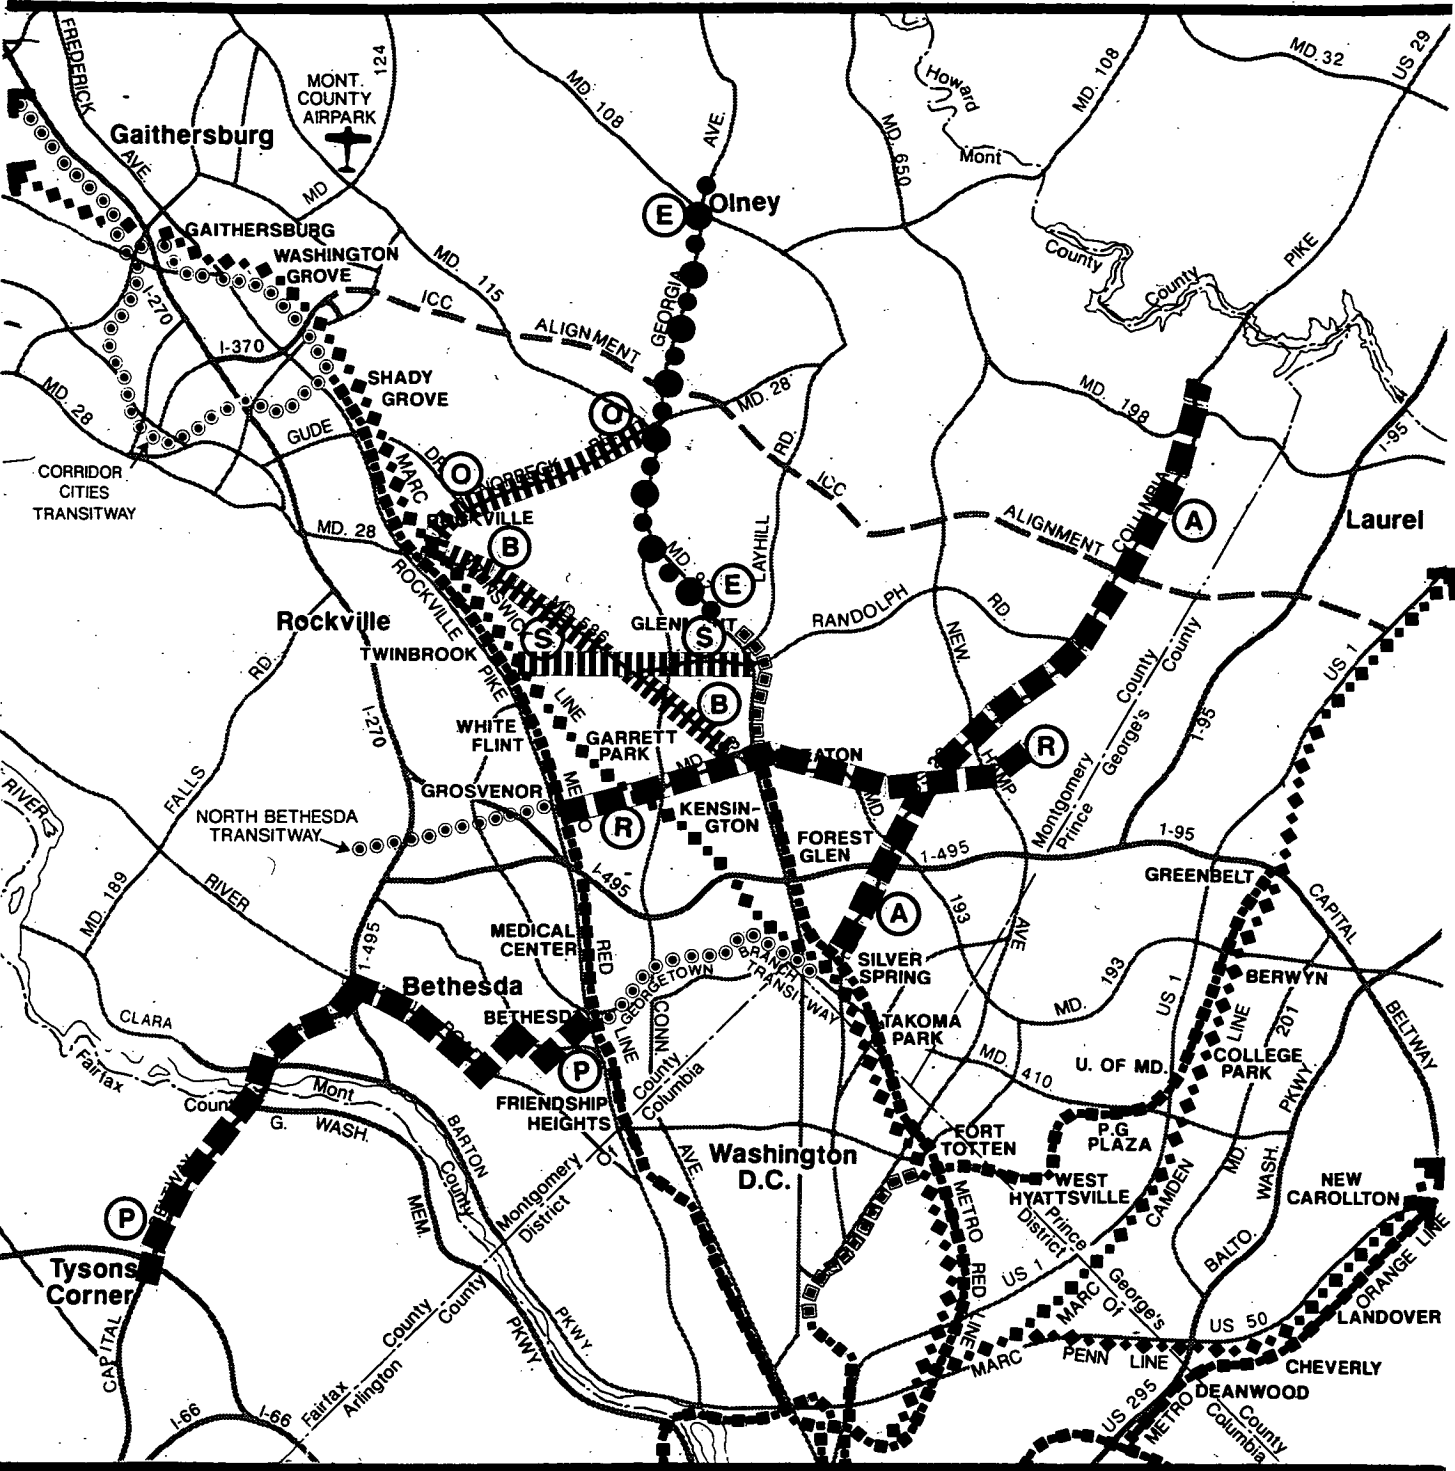 FREDERICK
AVE.
124
MONT.
COUNTY
AIRPARK
Gaithersburg
MD
MD. 108
AVE.
MD. 650
Howard
Mont
MD. 108
MD. 32
US 29
E
Olney
GAITHERSBURG
WASHINGTON
GROVE
MD. 115
GEORGIA
County
County
PIKE
I-270
ICC
ALIGNMENT
I-370
SHADY
GROVE
MD. 28
MD. 28
MD. 198
I-95
GUDE
O
O
RD.
ICC
CORRIDOR
CITIES
TRANSITWAY
MARC
NORBECK
COLUMBIA
A
Laurel
MD. 28
ROCKVILLE
B
LAYHILL
ALIGNMENT
ROCKVILLE
E
RANDOLPH
RD.
Rockville
MD. 586
GLENMONT
S
S
NEW
County
County
US 1
TWINBROOK
RD.
PIKE
I-270
LINE
B
WHITE
FLINT
GARRETT
PARK
MD.
R
George's
I-95
FALLS
GROSVENOR
HAMP
Montgomery
Prince
RIVER
NORTH BETHESDA
TRANSITWAY
R
KENSIN-
GTON
MD.
FOREST
GLEN
I-495
I-95
GREENBELT
CAPITAL
I-495
MD. 189
RIVER
A
193
AVE
I-495
MEDICAL
CENTER
RED
SILVER
SPRING
MD. 193
US 1
BERWYN
Bethesda
GEORGETOWN
BRANCH
TRANSITWAY
CLARA
BETHESDA
LINE
CONN
TAKOMA
PARK
LINE
201
BELTWAY
Fairfax
P
County
Columbia
MD. 410
U. OF MD.
COLLEGE
PARK
PKWY.
Mont
County
G.
WASH.
FRIENDSHIP
HEIGHTS
BARTON
County
Of
AVE.
Washington
D.C.
FORT
TOTTEN
P.G
PLAZA
MD.
WASH.
NEW
CAROLLTON
WEST
HYATTSVILLE
CAMDEN
Montgomery
District
MEM.
METRO
Prince
District
P
Tysons
Corner
BALTO.
ORANGE LINE
RED
US 1
George's
Of
MARC
LINE
US 50
LANDOVER
CAPITAL
County
County
PKWY.
PKWY.
MARC
PENN
LINE
CHEVERLY
DEANWOOD
Fairfax
Arlington
I-66
I-66
US 295
METRO
County
Columbia